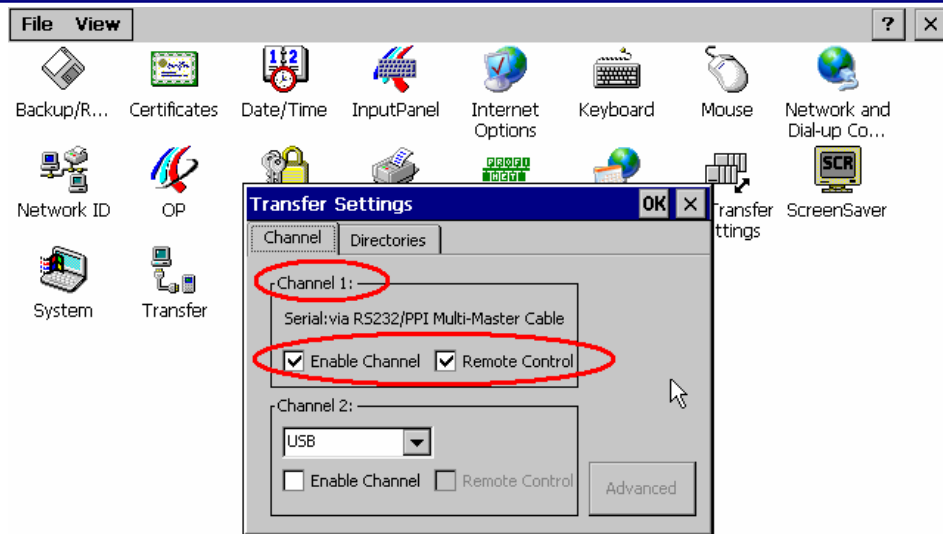 File View ? ×
Backup/R... Certificates Date/Time InputPanel Internet Options Keyboard Mouse Network and Dial-up Co...
Network ID OP Transfer ttings ScreenSaver
SCR
PROFI
NET
System Transfer
Transfer Settings OK ×
Channel Directories
Channel 1:
Serial:via RS232/PPI Multi-Master Cable
Enable Channel Remote Control
Channel 2:
USB
Enable Channel Remote Control
Advanced